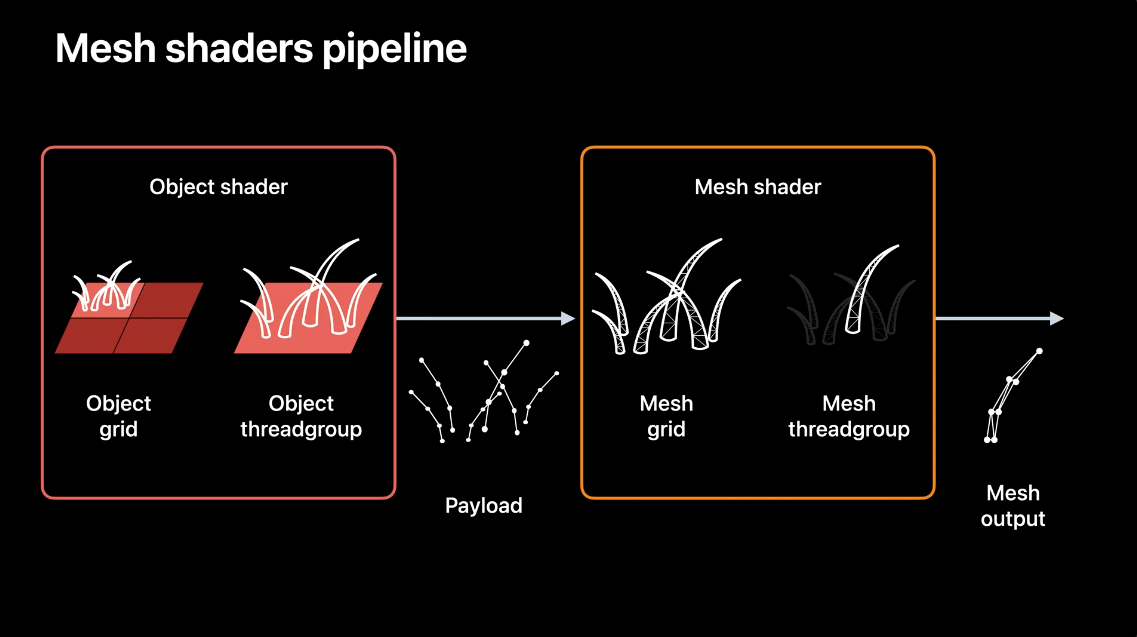 Mesh shaders pipeline
Object shader
Object
grid
Object
threadgroup
Payload
Mesh shader
Mesh
grid
Mesh
threadgroup
Mesh
output